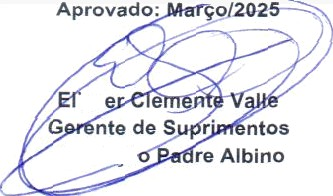 Aprovado: Março/2025
er Clemente Valle
Gerente de Suprimentos
o Padre Albino